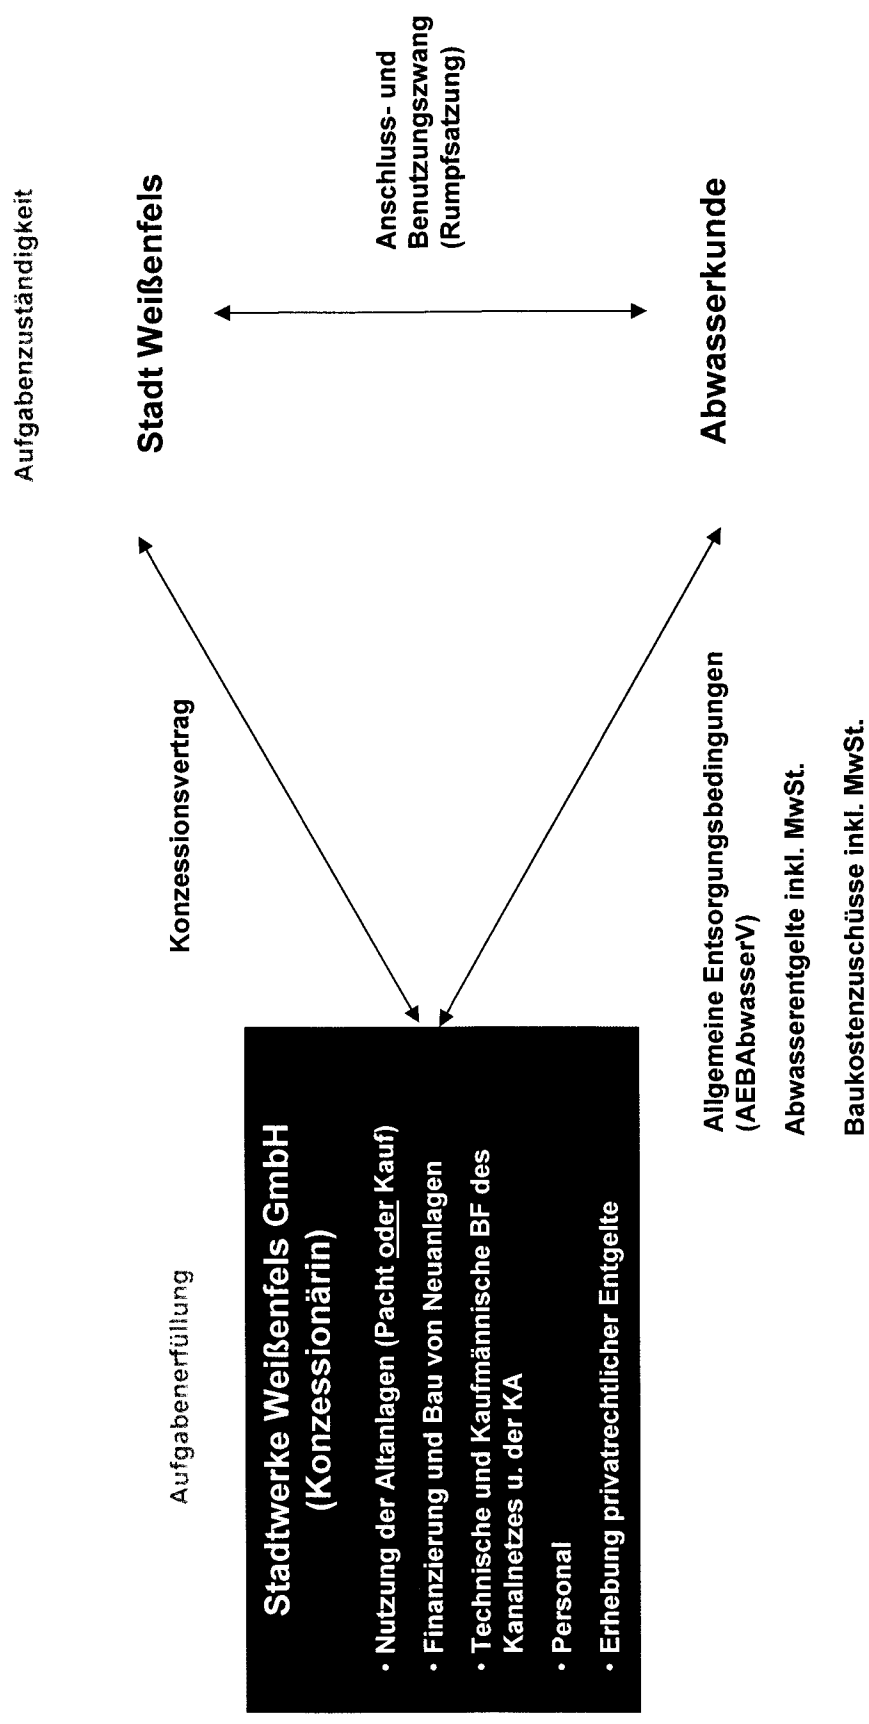 Aufgabenerfüllung
Aufgabenzuständigkeit
Stadtwerke Weißenfels GmbH
(Konzessionärin)
• Nutzung der Altanlagen (Pacht oder Kauf)
• Finanzierung und Bau von Neuanlagen
• Technische und Kaufmännische BF des
Kanalnetzes u. der KA
• Personal
• Erhebung privatrechtlicher Entgelte
Konzessionsvertrag
Stadt Weißenfels
Anschluss- und
Benutzungszwang
(Rumpfsatzung)
Abwasserkunde
Allgemeine Entsorgungsbedingungen
(AEBAbwasserV)
Abwasserentgelte inkl. MwSt.
Baukostenzuschüsse inkl. MwSt.